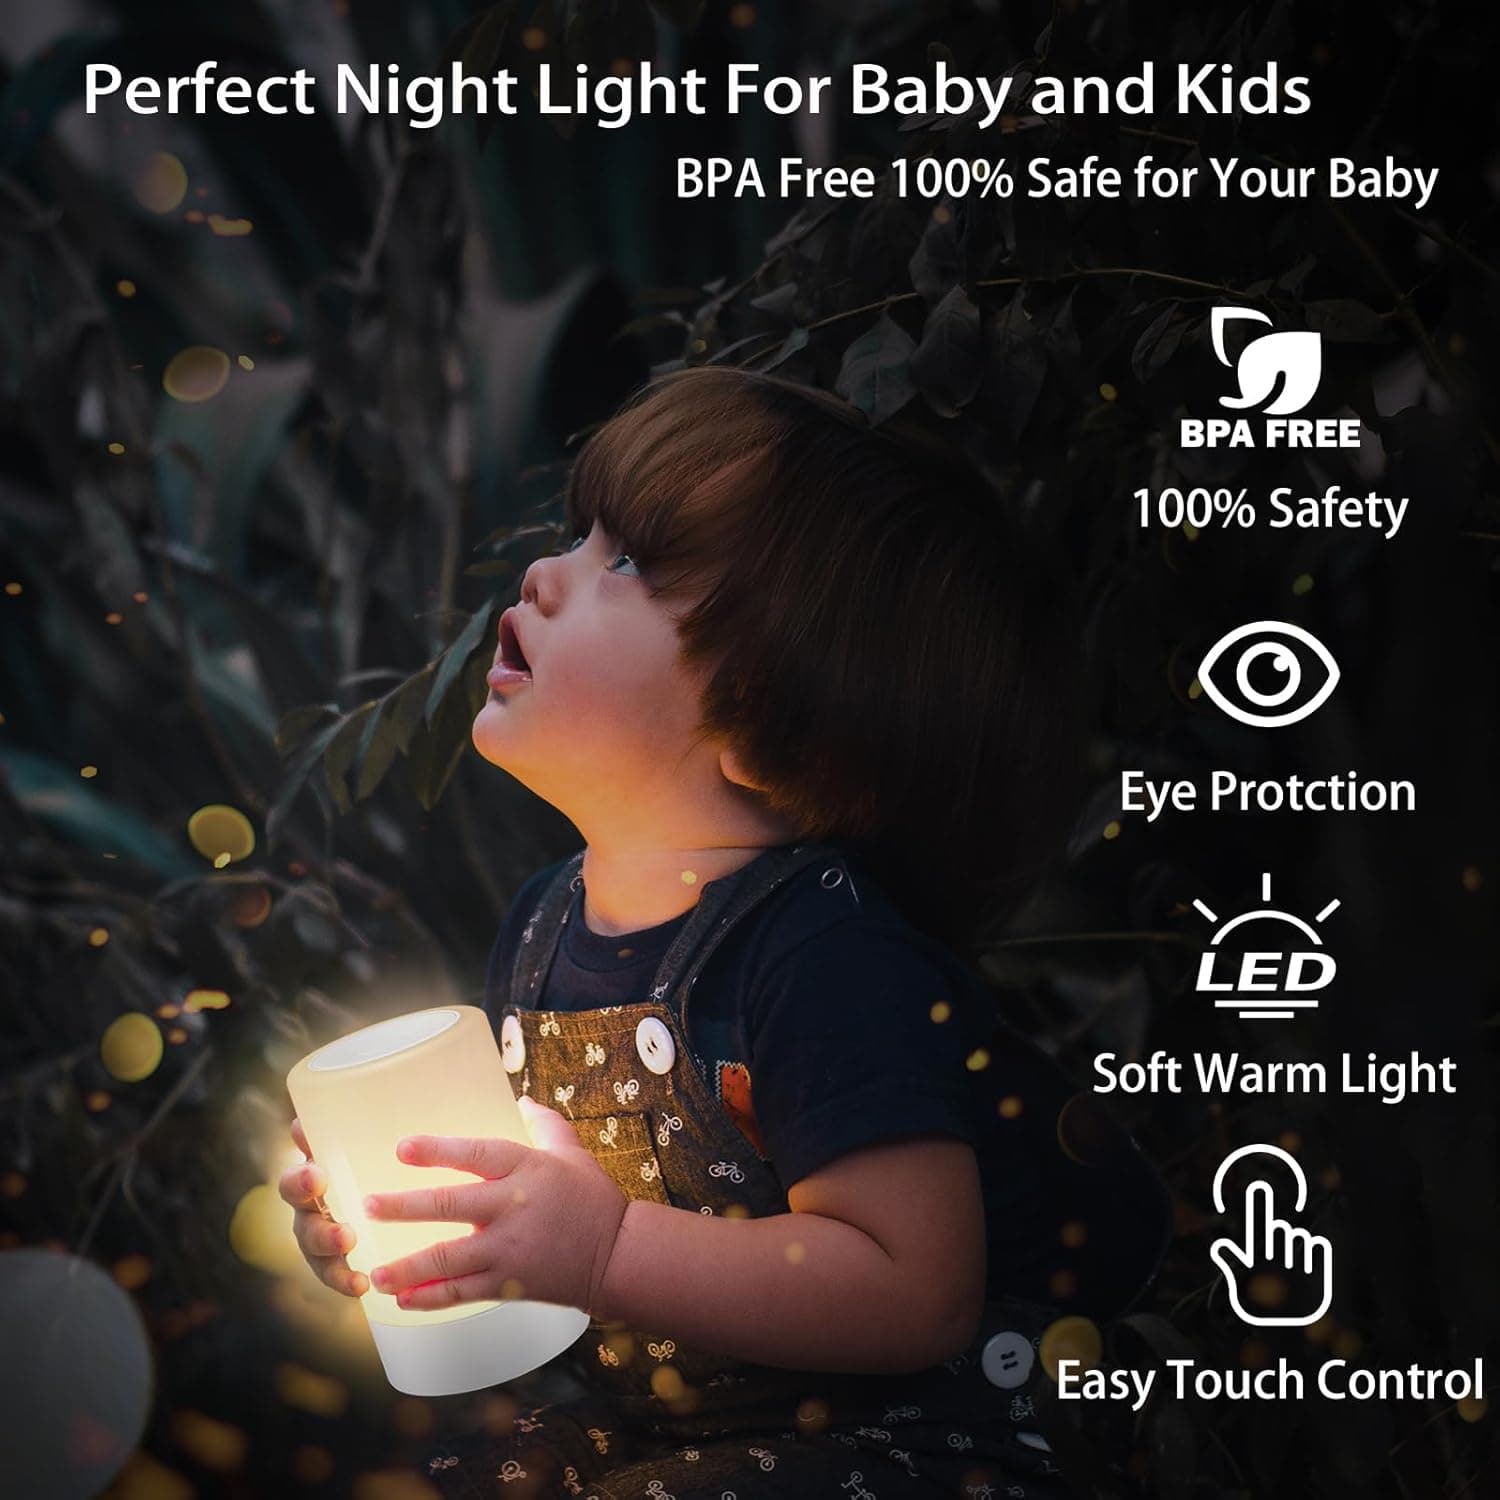 Perfect Night Light For Baby and Kids
BPA Free 100% Safe for Your Baby
BPA FREE
100% Safety
Eye Protction
LED
Soft Warm Light
Easy Touch Control